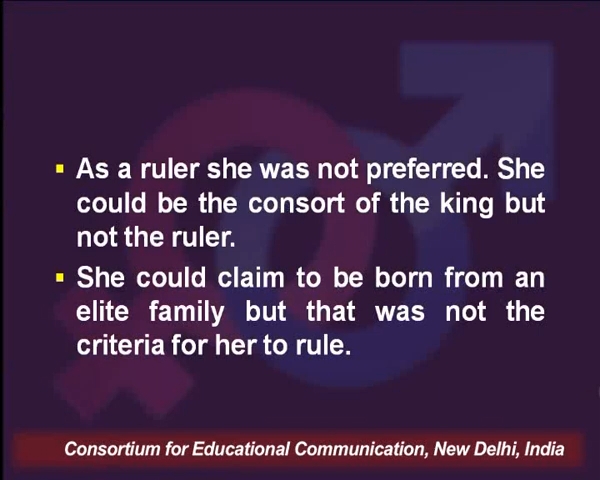 ▪ As a ruler she was not preferred. She
could be the consort of the king but
not the ruler.
▪ She could claim to be born from an
elite family but that was not the
criteria for her to rule.
Consortium for Educational Communication, New Delhi, India